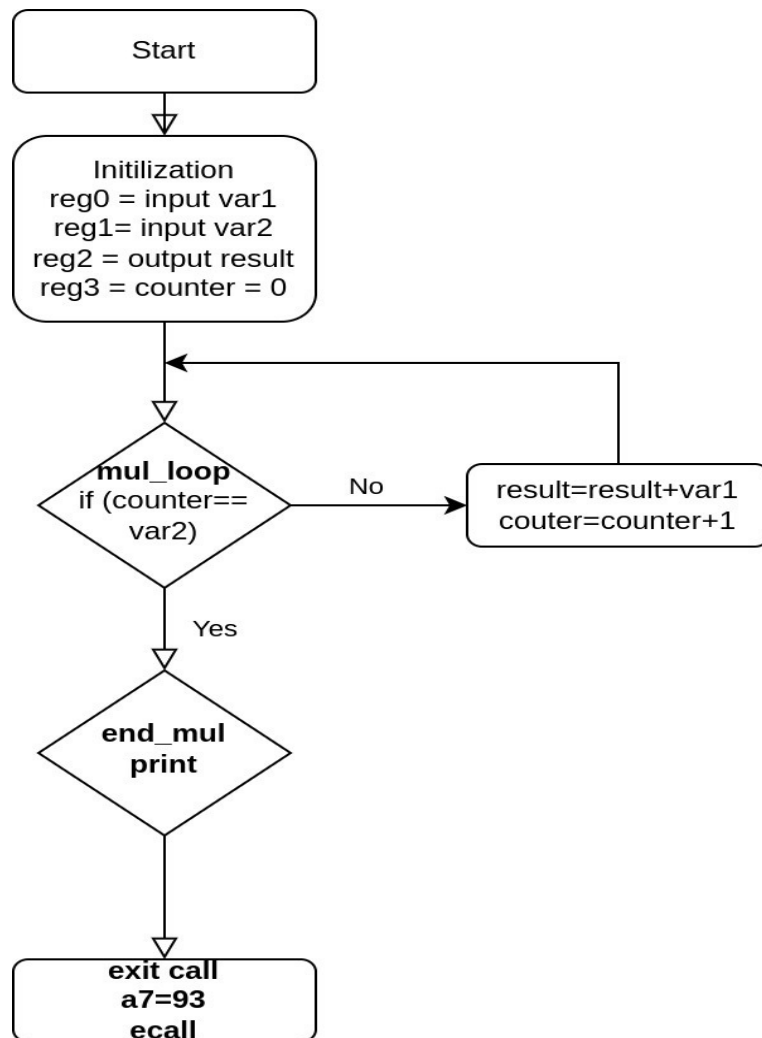 Start
Initilization
reg0 = input var1
reg1= input var2
reg2 = output result
reg3 = counter = 0
mul_loop
if (counter==
var2)
No
result=result+var1
couter=counter+1
Yes
end_mul
print
exit call
a7=93
ecall